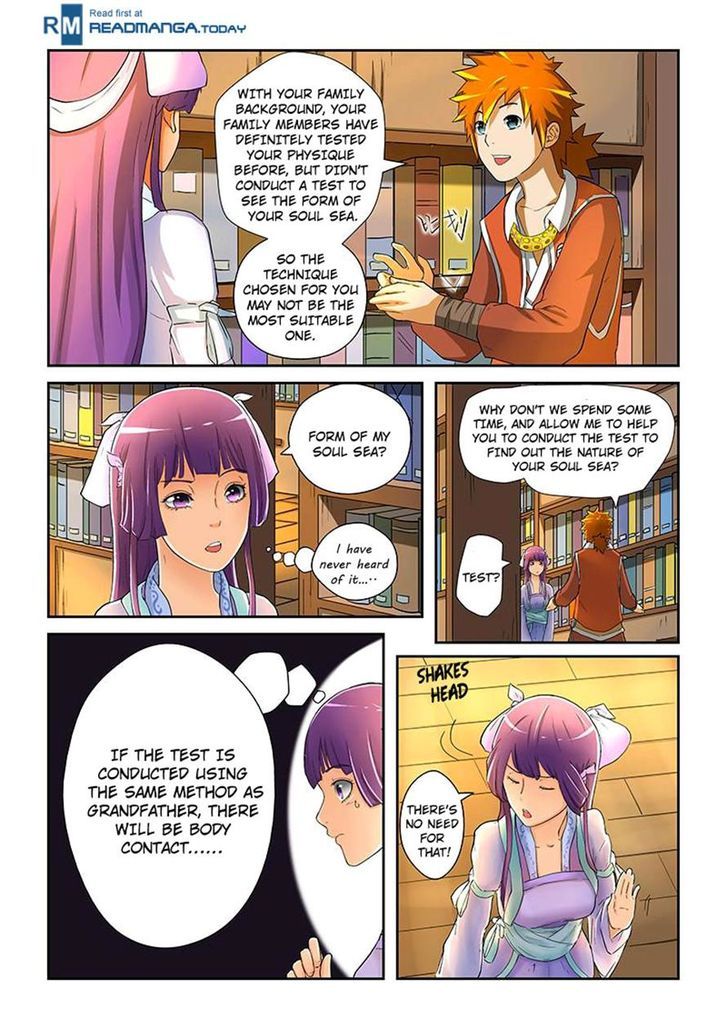 Read first at
RM READMANGA.TODAY
WITH YOUR FAMILY
BACKGROUND, YOUR
FAMILY MEMBERS HAVE
DEFINITELY TESTED
YOUR PHYSIQUE
BEFORE, BUT DIDN'T
CONDUCT A TEST TO
SEE THE FORM OF
YOUR SOUL SEA.
SO THE
TECHNIQUE
CHOSEN FOR YOU
MAY NOT BE THE
MOST SUITABLE
ONE.
FORM OF MY
SOUL SEA?
I have
never heard
of it.....
WHY DON'T WE SPEND SOME
TIME, AND ALLOW ME TO HELP
YOU TO CONDUCT THE TEST TO
FIND OUT THE NATURE OF
YOUR SOUL SEA?
TEST?
IF THE TEST IS
CONDUCTED USING
THE SAME METHOD AS
GRANDFATHER, THERE
WILL BE BODY
CONTACT......
SHAKES
HEAD
THERE'S
NO NEED
FOR
THAT!